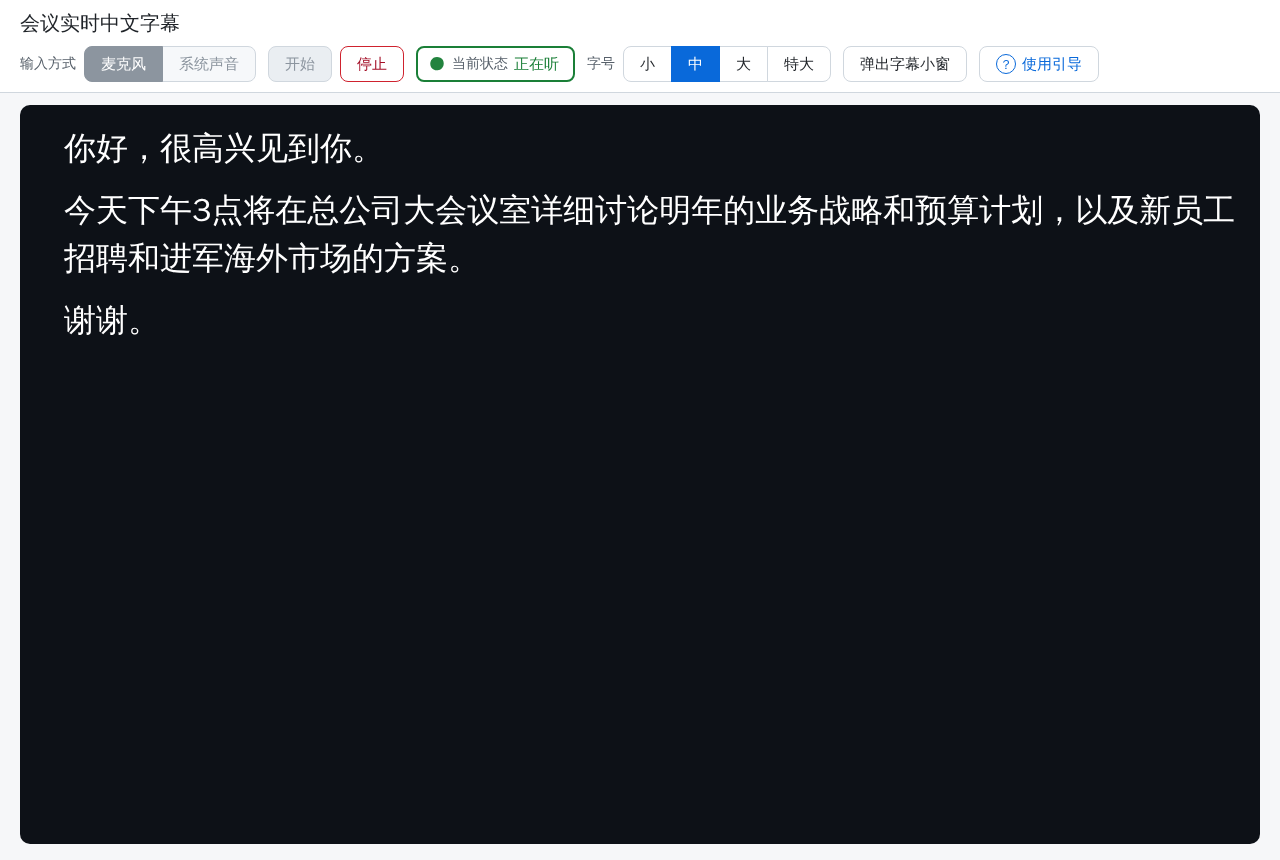 会议实时中文字幕
输入方式 麦克风 系统声音 开始 停止 当前状态 正在听 字号 小 中 大 特大 弹出字幕小窗 ? 使用引导
你好，很高兴见到你。
今天下午3点将在总公司大会议室详细讨论明年的业务战略和预算计划，以及新员工
招聘和进军海外市场的方案。
谢谢。